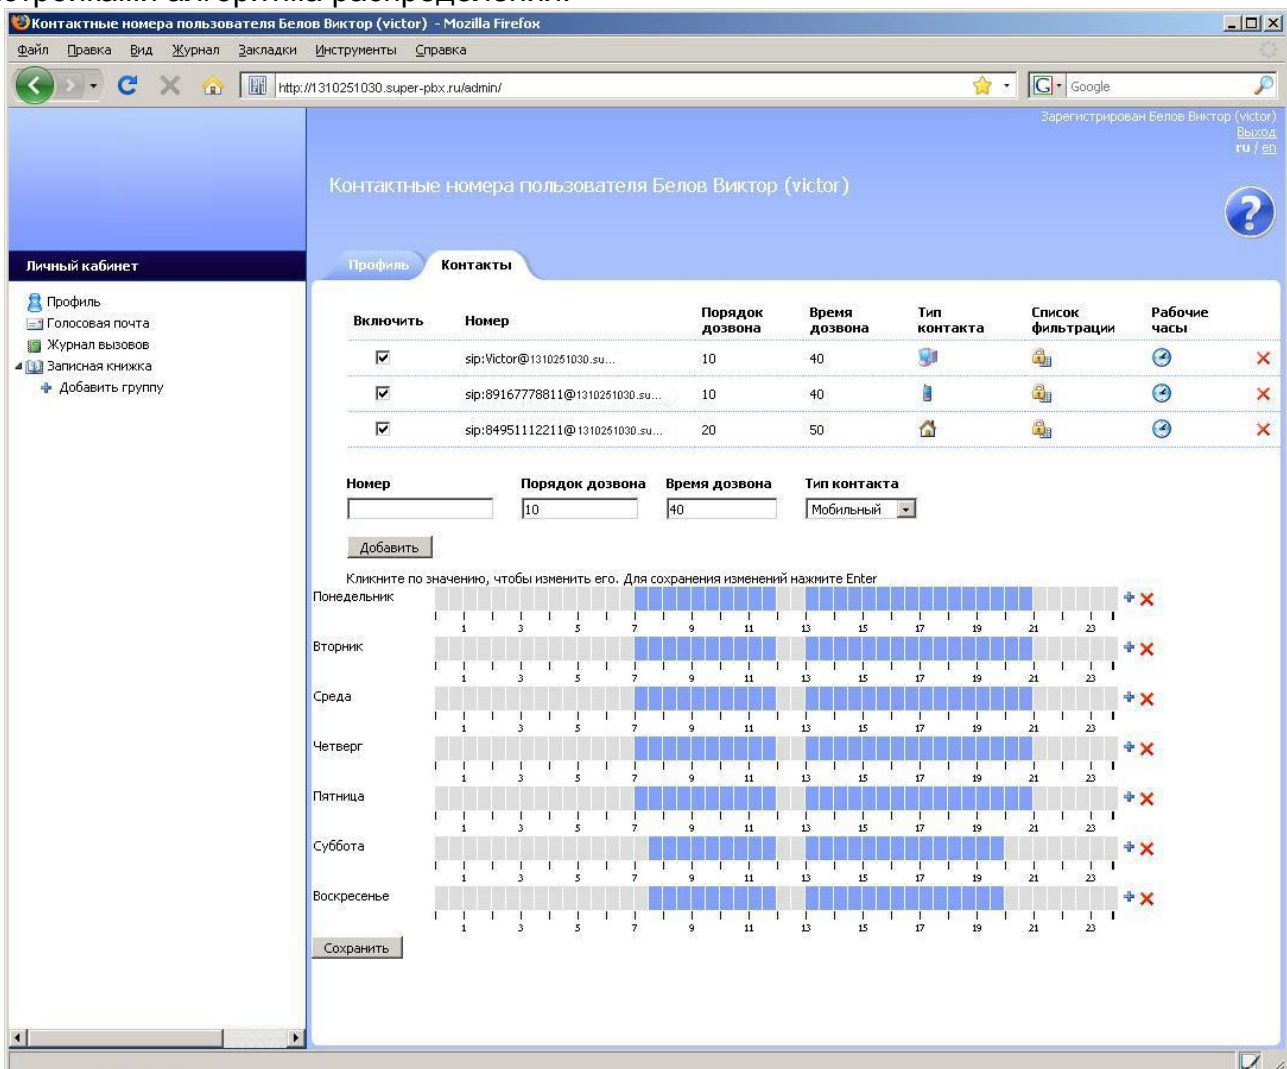 Контактные номера пользователя Белов Виктор (victor) - Mozilla Firefox
Файл Правка Вид Журнал Закладки Инструменты Справка
http://1310251030.super-pbx.ru/admin/ G Google
Зарегистрирован Белов Виктор (victor)
Выход
ru / en
Контактные номера пользователя Белов Виктор (victor)
?
Личный кабинет
Профиль Контакты
Профиль
Голосовая почта
Журнал вызовов
Записная книжка
Добавить группу
Включить Номер Порядок дозвона Время дозвона Тип контакта Список фильтрации Рабочие часы
sip:Victor@1310251030.su... 10 40
sip:89167778811@1310251030.su... 10 40
sip:84951112211@1310251030.su... 20 50
Номер Порядок дозвона Время дозвона Тип контакта
10 40 Мобильный
Добавить
Кликните по значению, чтобы изменить его. Для сохранения изменений нажмите Enter
Понедельник
1 3 5 7 9 11 13 15 17 19 21 23
Вторник
1 3 5 7 9 11 13 15 17 19 21 23
Среда
1 3 5 7 9 11 13 15 17 19 21 23
Четверг
1 3 5 7 9 11 13 15 17 19 21 23
Пятница
1 3 5 7 9 11 13 15 17 19 21 23
Суббота
1 3 5 7 9 11 13 15 17 19 21 23
Воскресенье
1 3 5 7 9 11 13 15 17 19 21 23
Сохранить